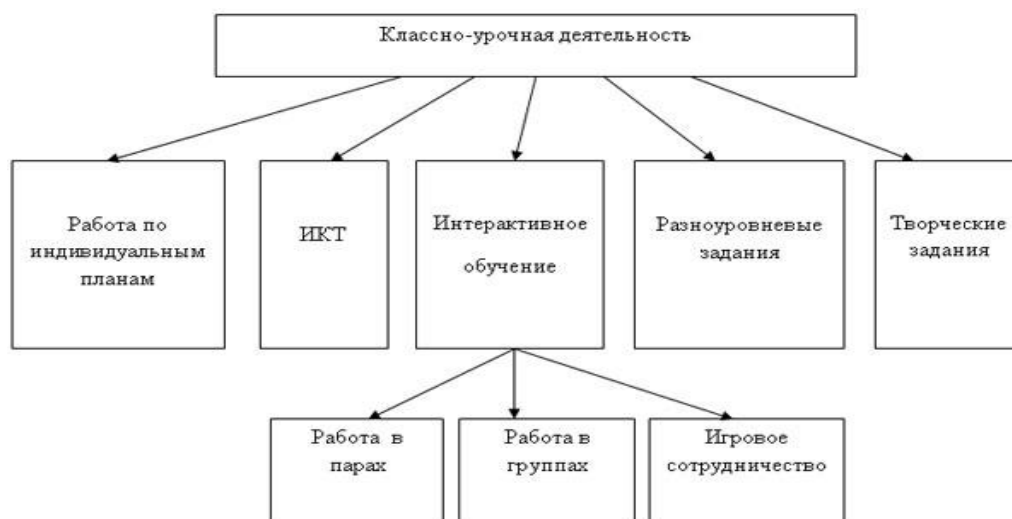 Классно-урочная деятельность
Работа по
индивидуальным
планам
ИКТ
Интерактивное
обучение
Разноуровневые
задания
Творческие
задания
Работа в
парах
Работа в
группах
Игровое
сотрудничество